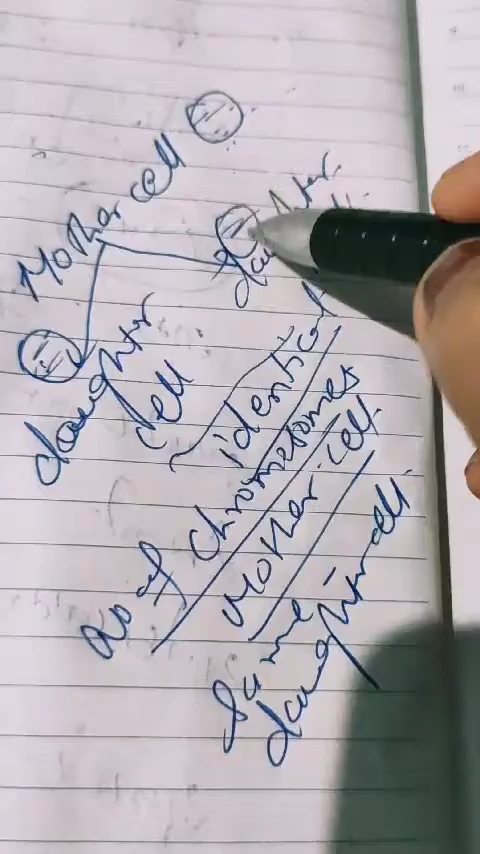 Mother cell
daughter cell
daughter
identical
No of Chromosomes
Mother cell
Same
daughter cell